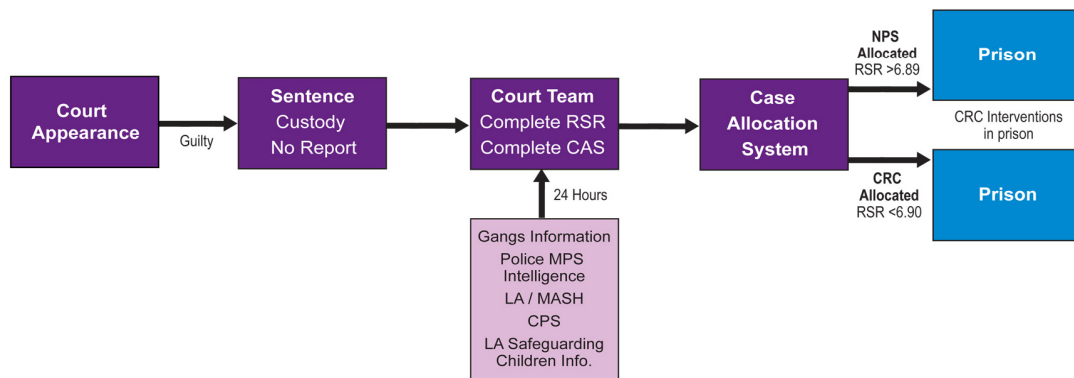 Court
Appearance
Guilty
Sentence
Custody
No Report
Court Team
Complete RSR
Complete CAS
24 Hours
Gangs Information
Police MPS
Intelligence
LA / MASH
CPS
LA Safeguarding
Children Info.
Case
Allocation
System
NPS
Allocated
RSR >6.89
Prison
CRC Interventions
in prison
CRC
Allocated
RSR <6.90
Prison